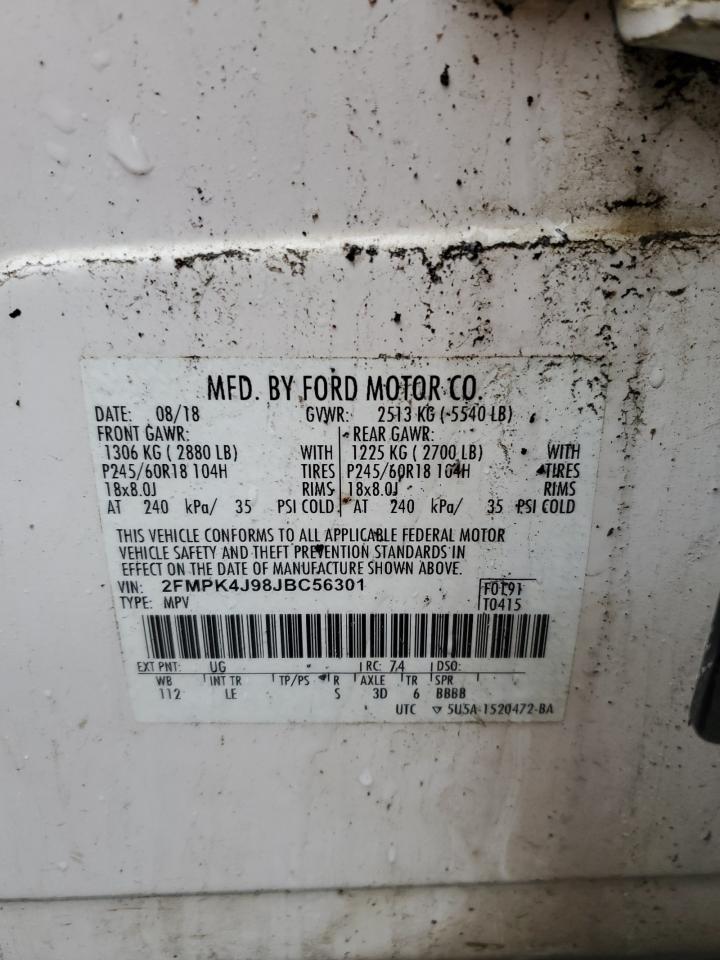 MFD. BY FORD MOTOR CO.
DATE: 08/18 GVWR: 2513 KG ( 5540 LB)
FRONT GAWR: REAR GAWR:
1306 KG ( 2880 LB) WITH 1225 KG ( 2700 LB) WITH
P245/60R18 104H TIRES P245/60R18 104H TIRES
18x8.0J RIMS 18x8.0J RIMS
AT 240 kPa/ 35 PSI COLD AT 240 kPa/ 35 PSI COLD
THIS VEHICLE CONFORMS TO ALL APPLICABLE FEDERAL MOTOR
VEHICLE SAFETY AND THEFT PREVENTION STANDARDS IN
EFFECT ON THE DATE OF MANUFACTURE SHOWN ABOVE.
VIN: 2FMPK4J98JBC56301 F0191
TYPE: MPV T0415
EXT PNT: UG RC: 74 DSO:
WB INT TR TP/PS R AXLE TR SPR
112 LE S 3D 6 BBBB
UTC ▽ 5U5A-1520472-BA